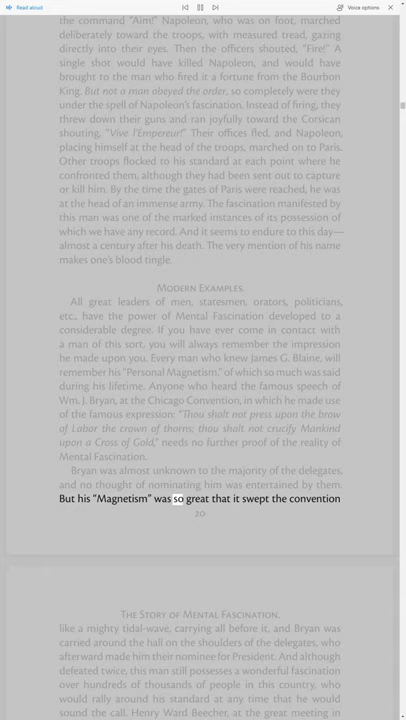 Read aloud
Voice options
the command "Aim!" Napoleon, who was on foot, marched
deliberately toward the troops, with measured tread, gazing
directly into their eyes. Then the officers shouted, "Fire!" A
single shot would have killed Napoleon, and would have
brought to the man who fired it a fortune from the Bourbon
King. But not a man obeyed the order, so completely were they
under the spell of Napoleon's fascination. Instead of firing, they
threw down their guns and ran joyfully toward the Corsican
shouting, "Vive l'Empereur!" Their offices fled, and Napoleon,
placing himself at the head of the troops, marched on to Paris.
Other troops flocked to his standard at each point where he
confronted them, although they had been sent out to capture
or kill him. By the time the gates of Paris were reached, he was
at the head of an immense army. The fascination manifested by
this man was one of the marked instances of its possession of
which we have any record. And it seems to endure to this day—
almost a century after his death. The very mention of his name
makes one's blood tingle.
Modern Examples.
All great leaders of men, statesmen, orators, politicians,
etc., have the power of Mental Fascination developed to a
considerable degree. If you have ever come in contact with
a man of this sort, you will always remember the impression
he made upon you. Every man who knew James G. Blaine, will
remember his "Personal Magnetism," of which so much was said
during his lifetime. Anyone who heard the famous speech of
Wm. J. Bryan, at the Chicago Convention, in which he made use
of the famous expression: "Thou shalt not press upon the brow
of Labor the crown of thorns; thou shalt not crucify Mankind
upon a Cross of Gold," needs no further proof of the reality of
Mental Fascination.
Bryan was almost unknown to the majority of the delegates,
and no thought of nominating him was entertained by them.
But his "Magnetism" was so great that it swept the convention
20
The Story of Mental Fascination.
like a mighty tidal-wave, carrying all before it, and Bryan was
carried around the hall on the shoulders of the delegates, who
afterward made him their nominee for President. And although
defeated twice, this man still possesses a wonderful fascination
over hundreds of thousands of people in this country, who
would rally around his standard at any time that he would
sound the call. Henry Ward Beecher, at the great meeting in